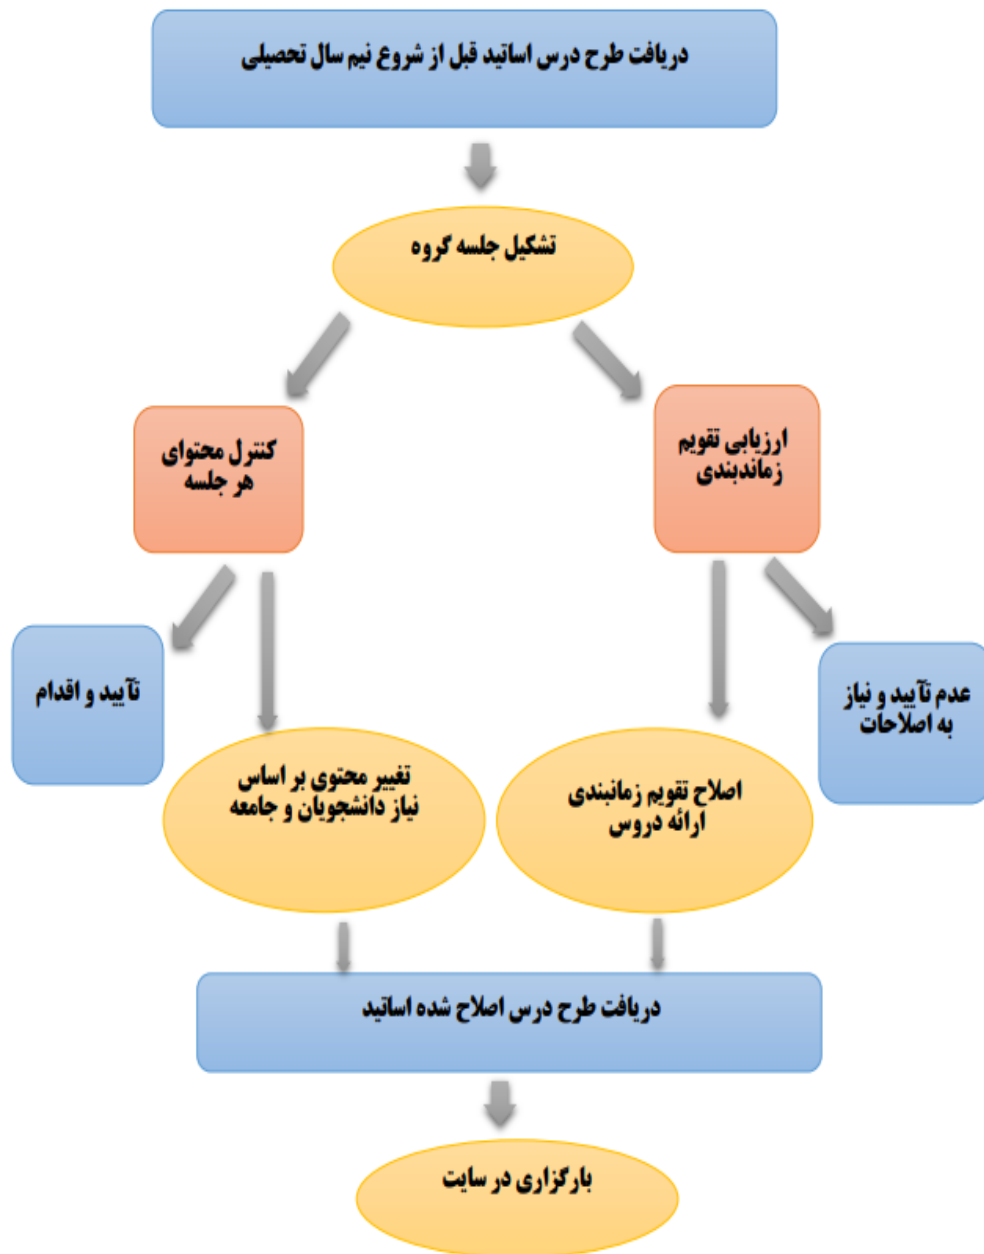 دریافت طرح درس اساتید قبل از شروع نیم سال تحصیلی
تشکیل جلسه گروه
ارزیابی تقویم
زماندبندی
کنترل محتوای
هر جلسه
عدم تآیید و نیاز
به اصلاحات
تآیید و اقدام
اصلاح تقویم زمانبندی
ارائه دروس
تغییر محتوی بر اساس
نیاز دانشجویان و جامعه
دریافت طرح درس اصلاح شده اساتید
بارگزاری در سایت